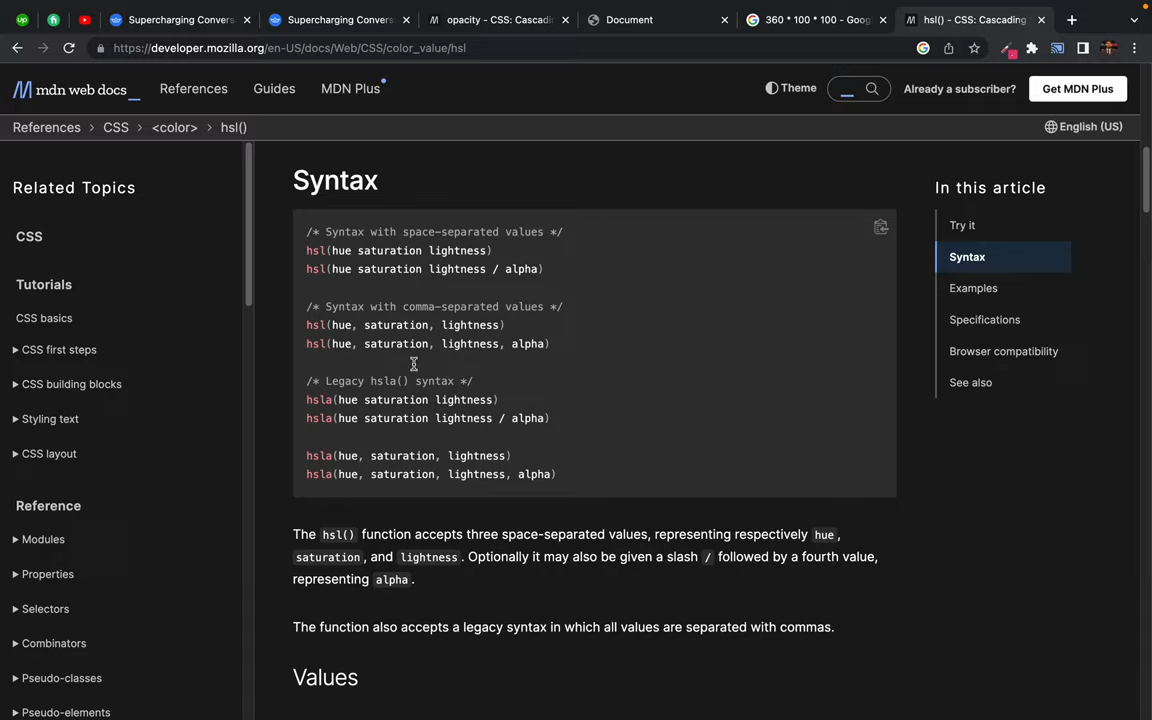 Supercharging Convers
Supercharging Convers
opacity - CSS: Cascadin
Document
360 * 100 * 100 - Goog
hsl() - CSS: Cascading
https://developer.mozilla.org/en-US/docs/Web/CSS/color_value/hsl
mdn web docs_
References
Guides
MDN Plus
Theme
Already a subscriber?
Get MDN Plus
References > CSS > <color> > hsl()
English (US)
Related Topics
CSS
Tutorials
CSS basics
CSS first steps
CSS building blocks
Styling text
CSS layout
Reference
Modules
Properties
Selectors
Combinators
Pseudo-classes
Pseudo-elements
Syntax
/* Syntax with space-separated values */
hsl(hue saturation lightness)
hsl(hue saturation lightness / alpha)
/* Syntax with comma-separated values */
hsl(hue, saturation, lightness)
hsl(hue, saturation, lightness, alpha)
/* Legacy hsla() syntax */
hsla(hue saturation lightness)
hsla(hue saturation lightness / alpha)
hsla(hue, saturation, lightness)
hsla(hue, saturation, lightness, alpha)
The hsl() function accepts three space-separated values, representing respectively hue,
saturation, and lightness. Optionally it may also be given a slash / followed by a fourth value,
representing alpha.
The function also accepts a legacy syntax in which all values are separated with commas.
Values
In this article
Try it
Syntax
Examples
Specifications
Browser compatibility
See also